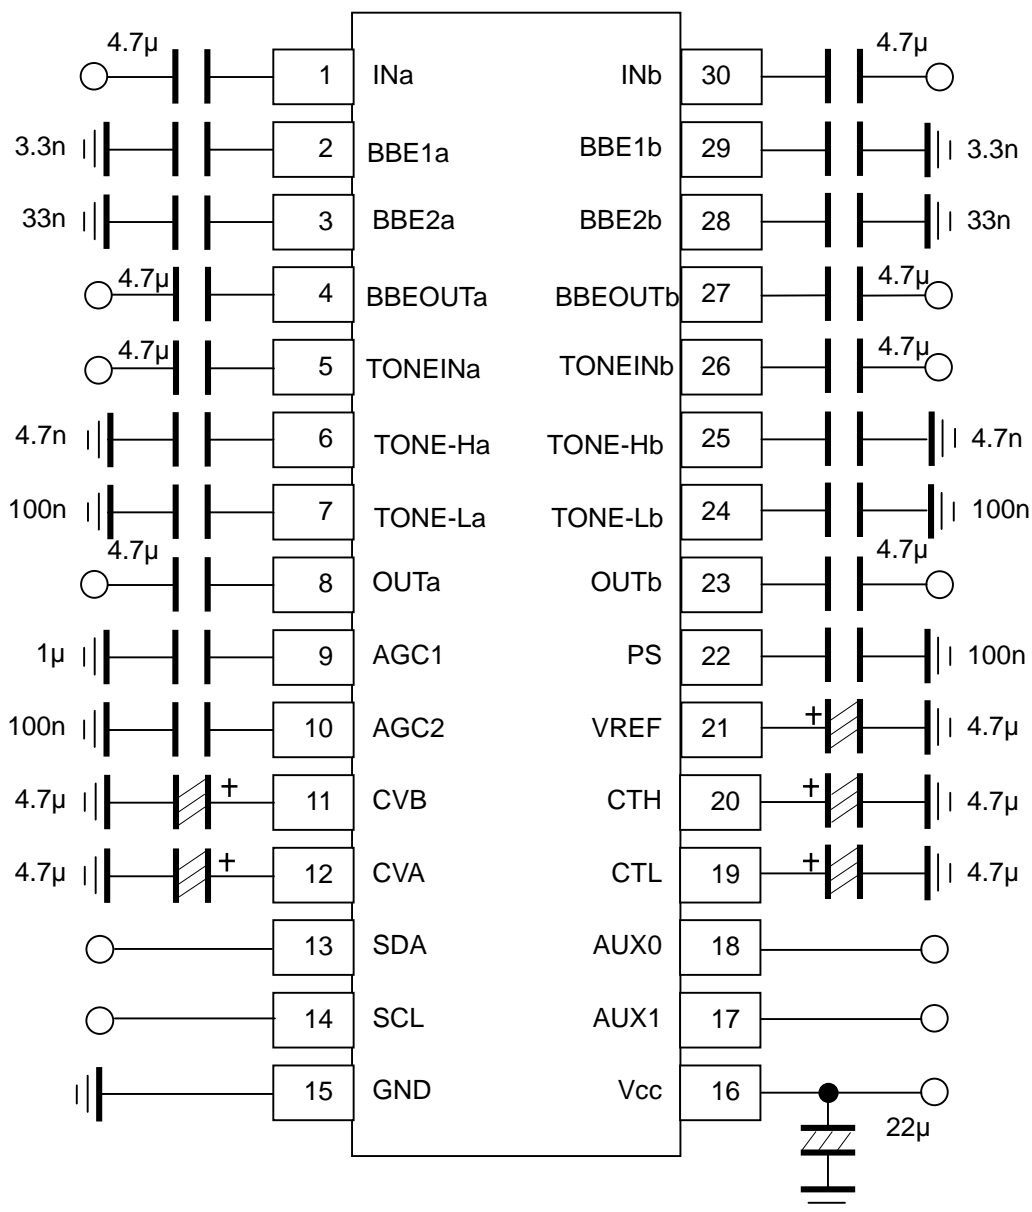 4.7µ 1 INa INb 30 4.7µ
3.3n 2 BBE1a BBE1b 29 3.3n
33n 3 BBE2a BBE2b 28 33n
4.7µ 4 BBEOUTa BBEOUTb 27 4.7µ
4.7µ 5 TONEINa TONEINb 26 4.7µ
4.7n 6 TONE-Ha TONE-Hb 25 4.7n
100n 7 TONE-La TONE-Lb 24 100n
4.7µ 8 OUTa OUTb 23 4.7µ
1µ 9 AGC1 PS 22 100n
100n 10 AGC2 VREF 21 + 4.7µ
4.7µ + 11 CVB CTH 20 + 4.7µ
4.7µ + 12 CVA CTL 19 + 4.7µ
13 SDA AUX0 18
14 SCL AUX1 17
15 GND Vcc 16
22µ